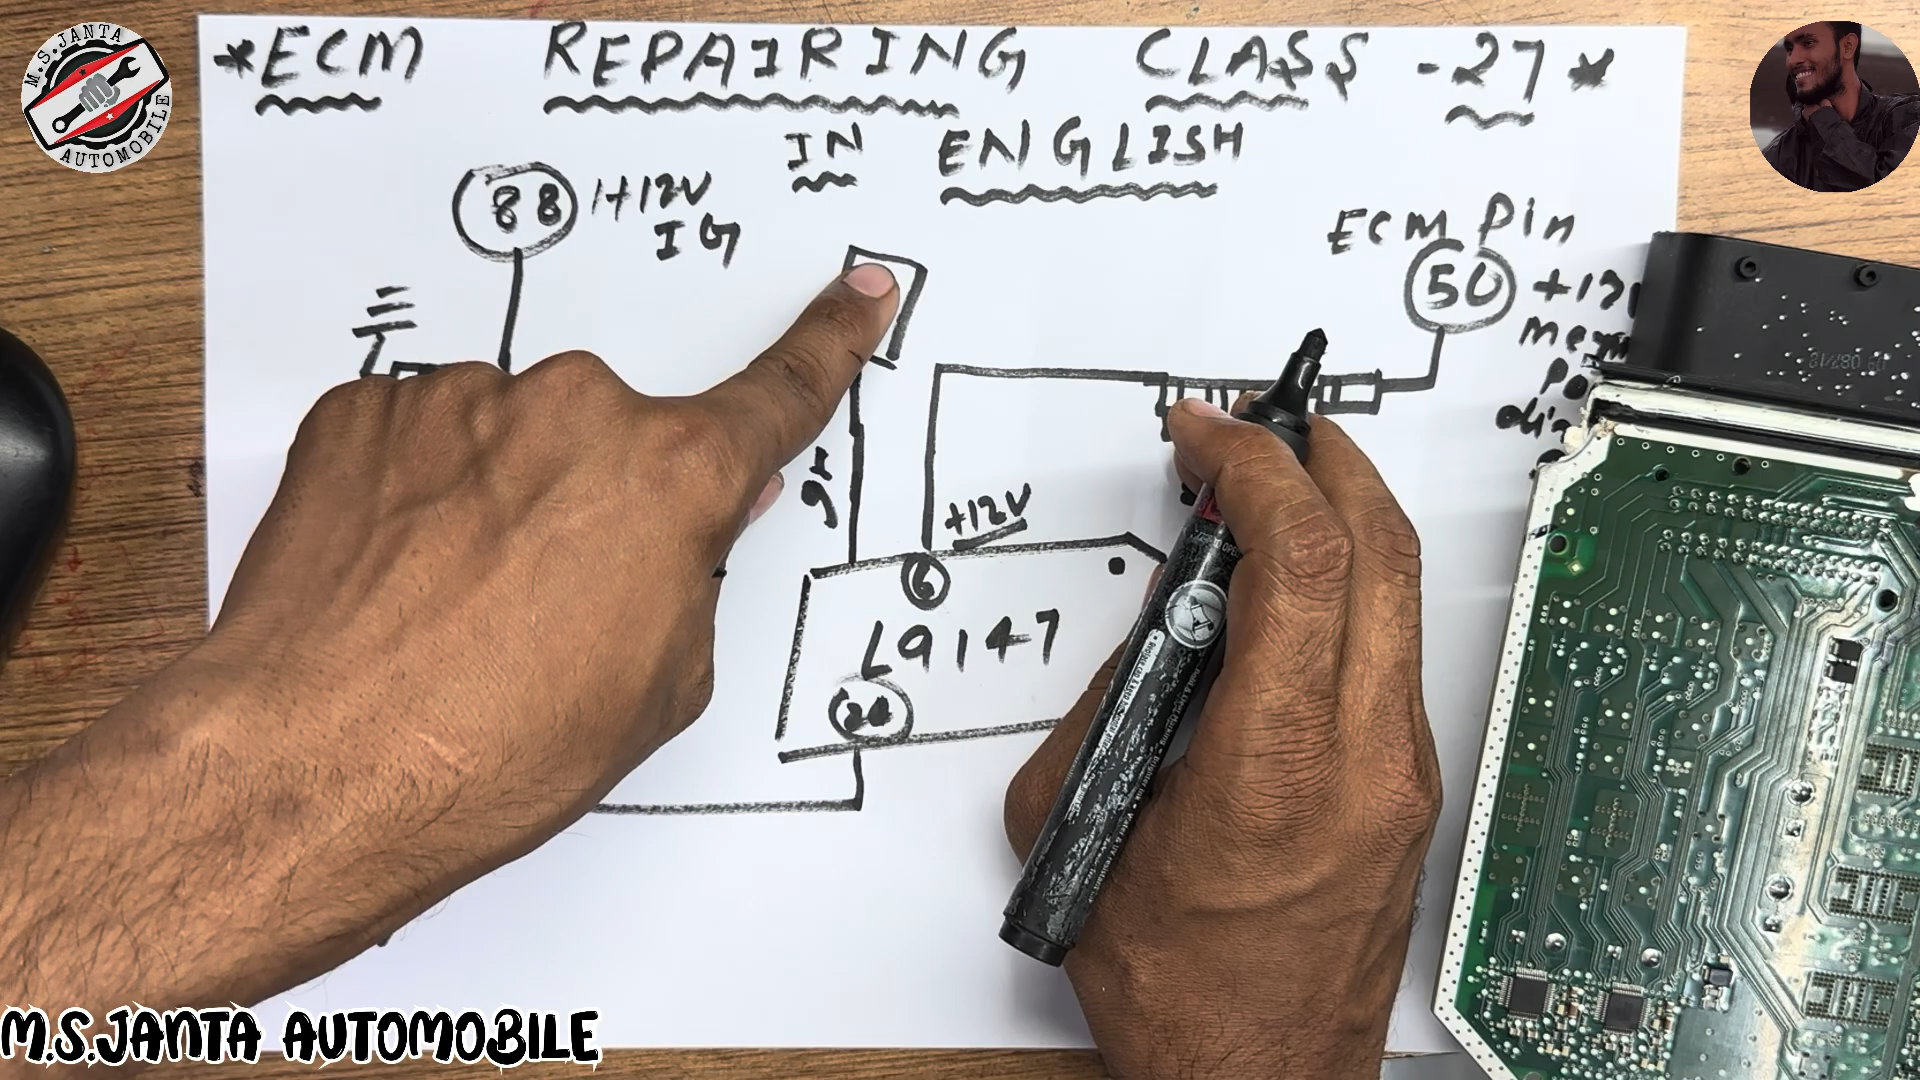 *ECM REPAIRING CLASS -27*
IN ENGLISH
88 +12V
IG
ECM Pin
50
+12V
6
L9147
M.S.JANTA
AUTOMOBILE
M.S.JANTA AUTOMOBILE